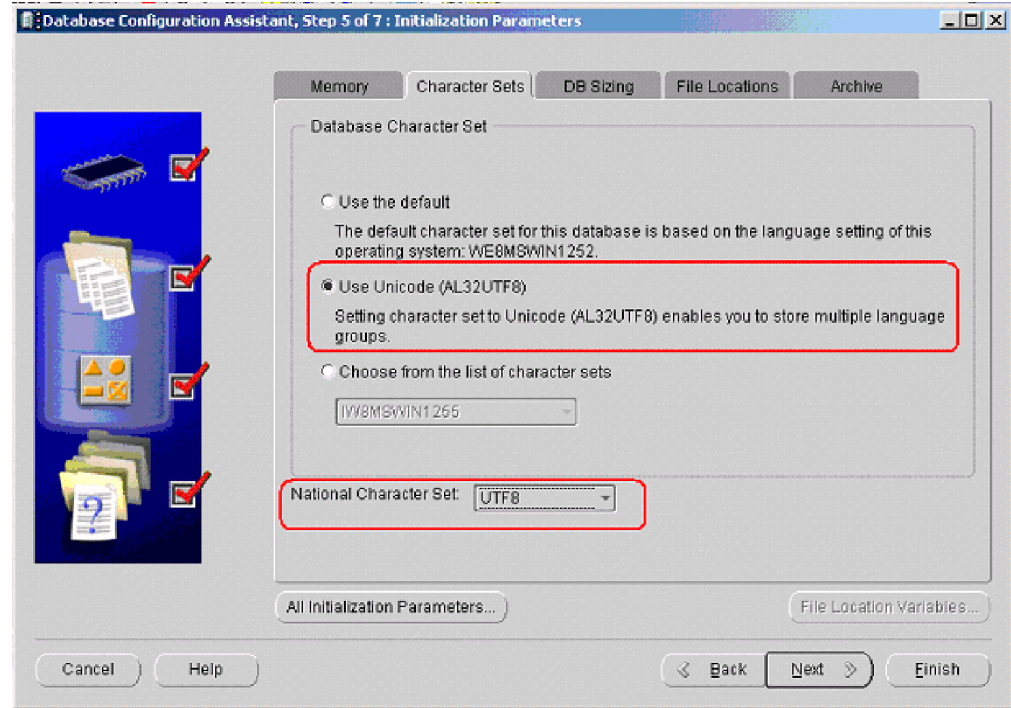 Database Configuration Assistant, Step 5 of 7 : Initialization Parameters
Memory Character Sets DB Sizing File Locations Archive
Database Character Set
Use the default
The default character set for this database is based on the language setting of this
operating system: WE8MSWIN1252.
Use Unicode (AL32UTF8)
Setting character set to Unicode (AL32UTF8) enables you to store multiple language
groups.
Choose from the list of character sets
IW8MSWIN1255
National Character Set: UTF8
All Initialization Parameters... File Location Variables...
Cancel Help Back Next Finish